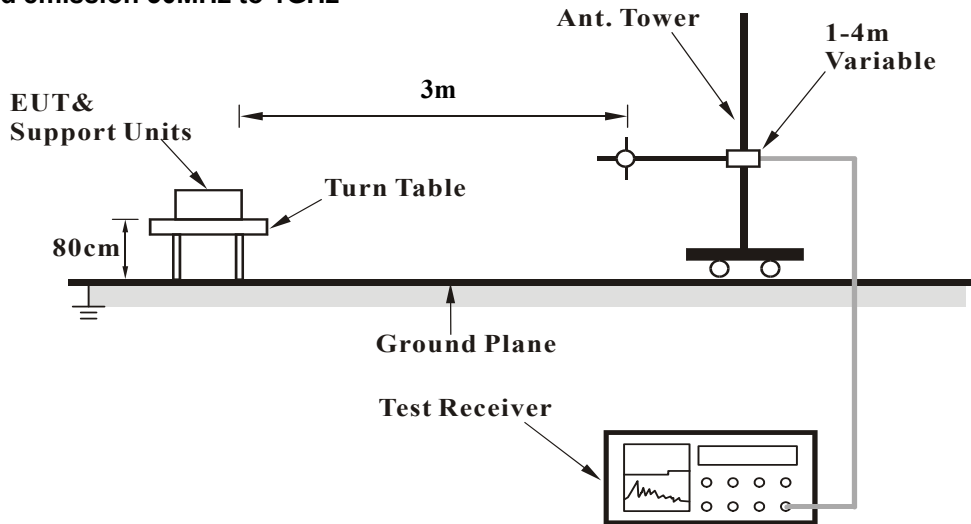 Ant. Tower
1-4m
Variable
3m
EUT&
Support Units
Turn Table
80cm
Ground Plane
Test Receiver